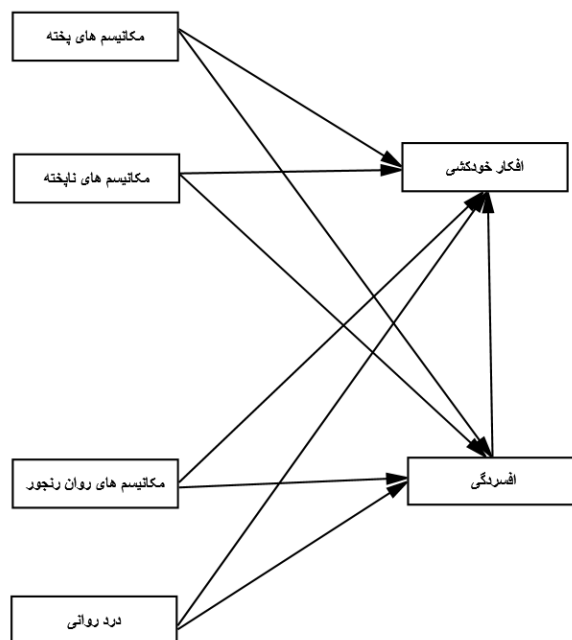 مکانیسم های پخته
افکار خودکشی
مکانیسم های ناپخته
افسردگی
مکانیسم های روان رنجور
درد روانی